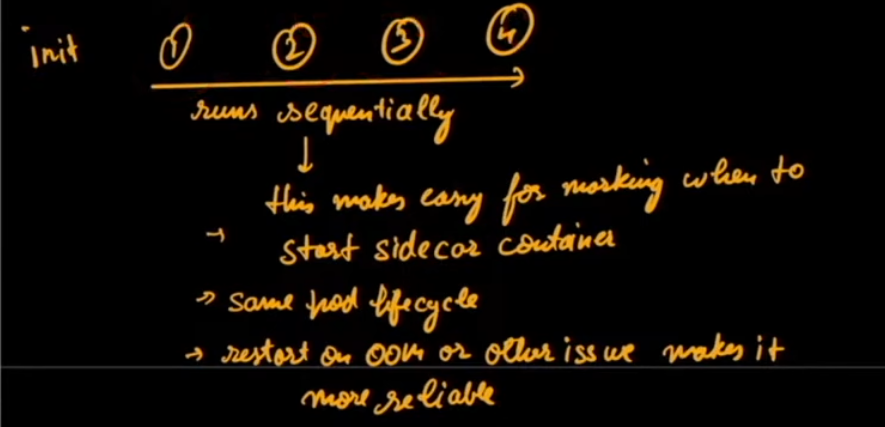 init ① ② ③ ④
runs sequentially
↓
this makes easy for marking when to
→ start sidecar container
→ same pod lifecycle
→ restart on OOM or other issue makes it
more reliable